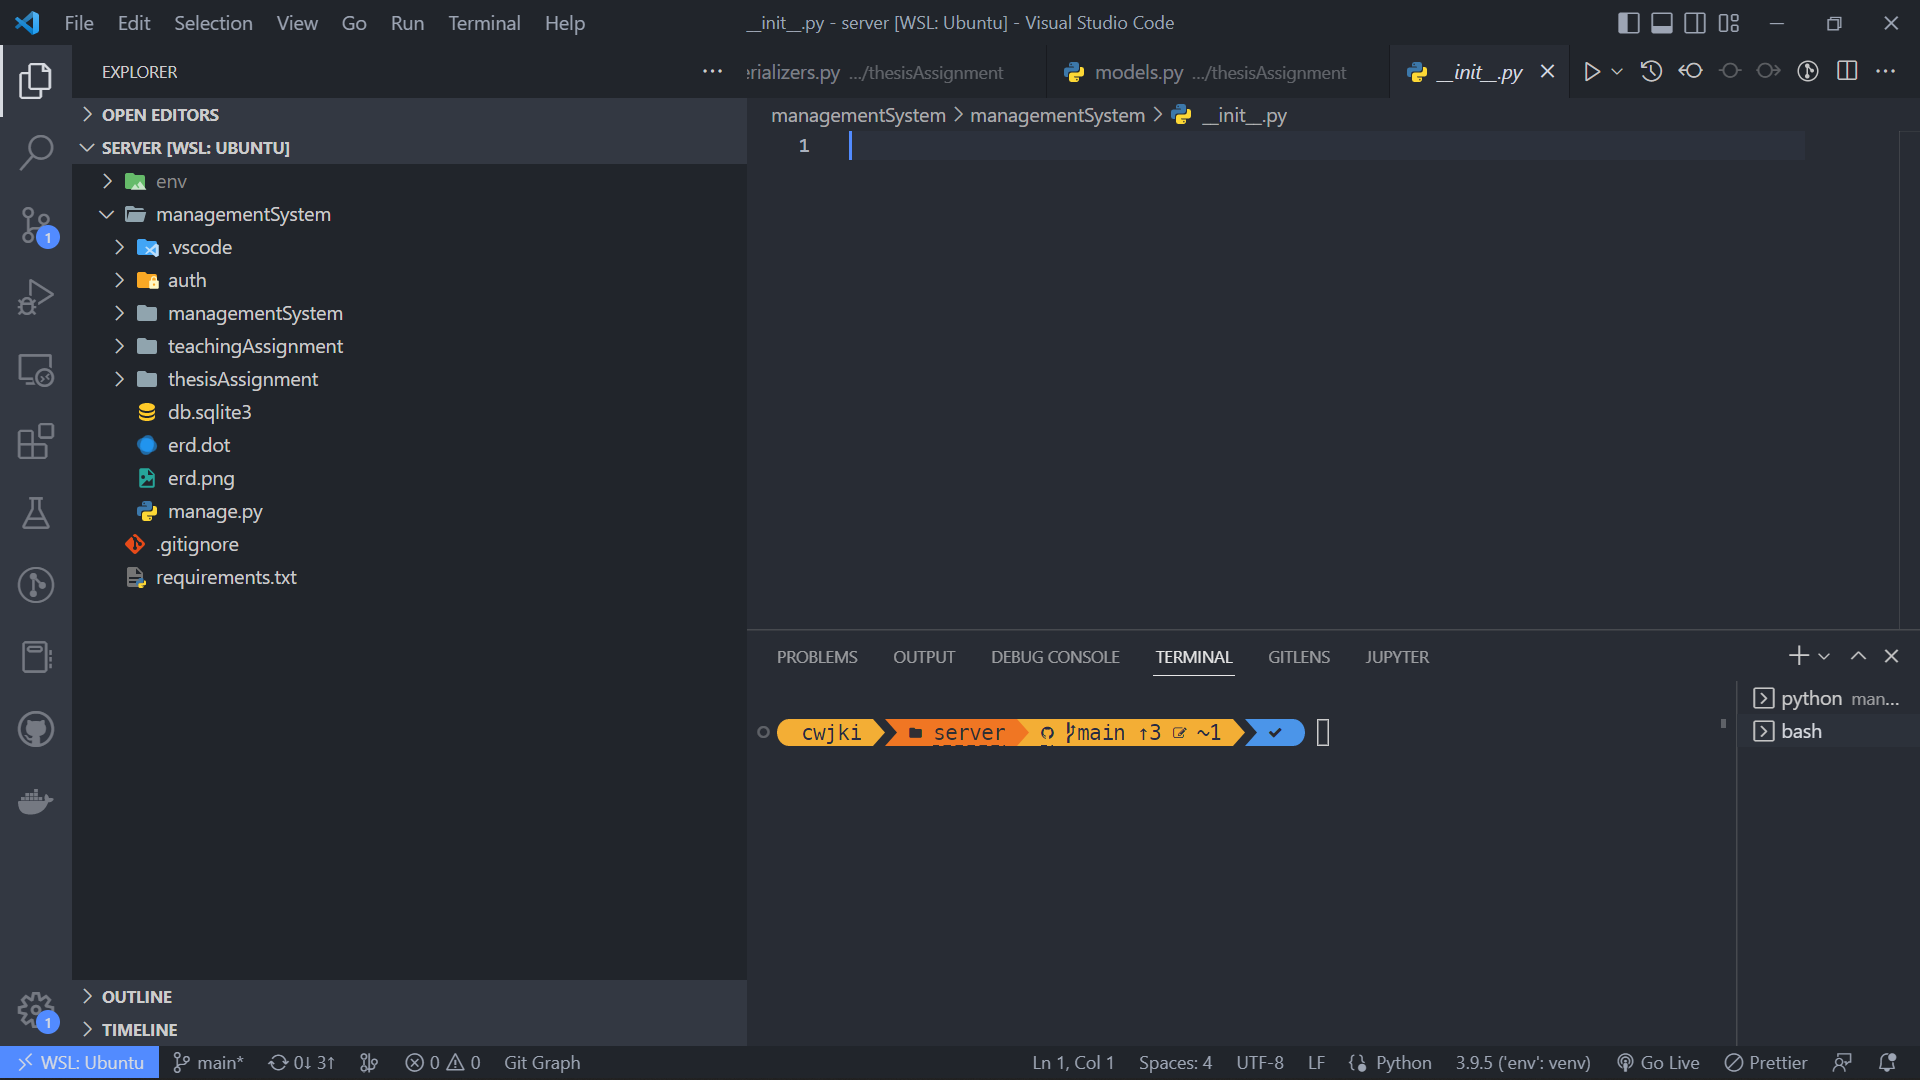 File Edit Selection View Go Run Terminal Help
__init__.py - server [WSL: Ubuntu] - Visual Studio Code
EXPLORER
erializers.py .../thesisAssignment
models.py .../thesisAssignment
__init__.py
OPEN EDITORS
managementSystem > managementSystem > __init__.py
SERVER [WSL: UBUNTU]
1
env
managementSystem
.vscode
auth
managementSystem
teachingAssignment
thesisAssignment
db.sqlite3
erd.dot
erd.png
manage.py
.gitignore
requirements.txt
1
PROBLEMS OUTPUT DEBUG CONSOLE TERMINAL GITLENS JUPYTER
cwjki server main ↑3 ~1
python man...
bash
OUTLINE
TIMELINE
1
WSL: Ubuntu main* 0↓ 3↑ 0 0 Git Graph
Ln 1, Col 1 Spaces: 4 UTF-8 LF Python 3.9.5 ('env': venv) Go Live Prettier